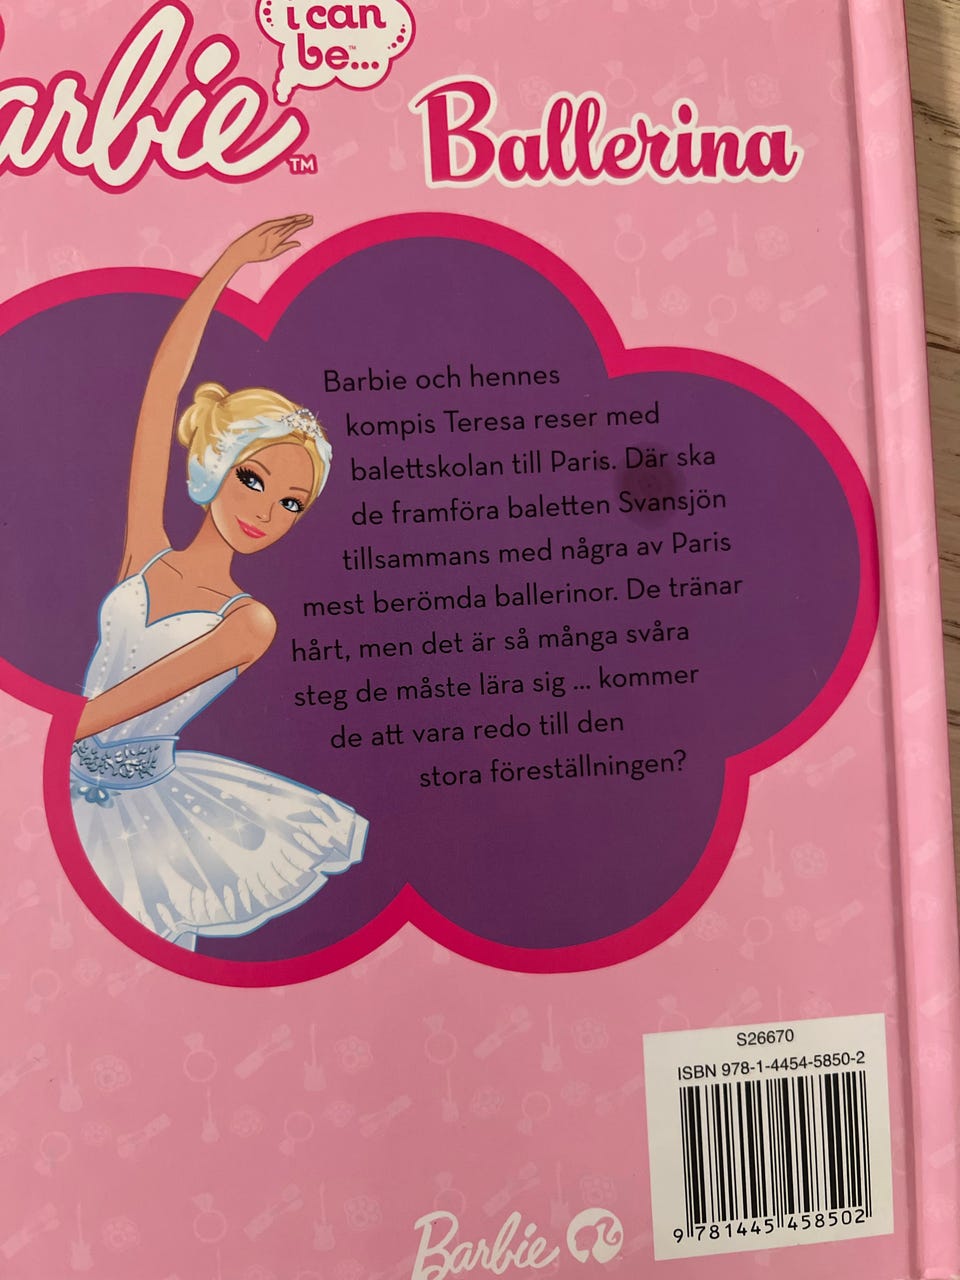 i can
be™...
Barbie™
Ballerina
Barbie och hennes
kompis Teresa reser med
balettskolan till Paris. Där ska
de framföra baletten Svansjön
tillsammans med några av Paris
mest berömda ballerinor. De tränar
hårt, men det är så många svåra
steg de måste lära sig ... kommer
de att vara redo till den
stora föreställningen?
S26670
ISBN 978-1-4454-5850-2
9 781445 458502
Barbie